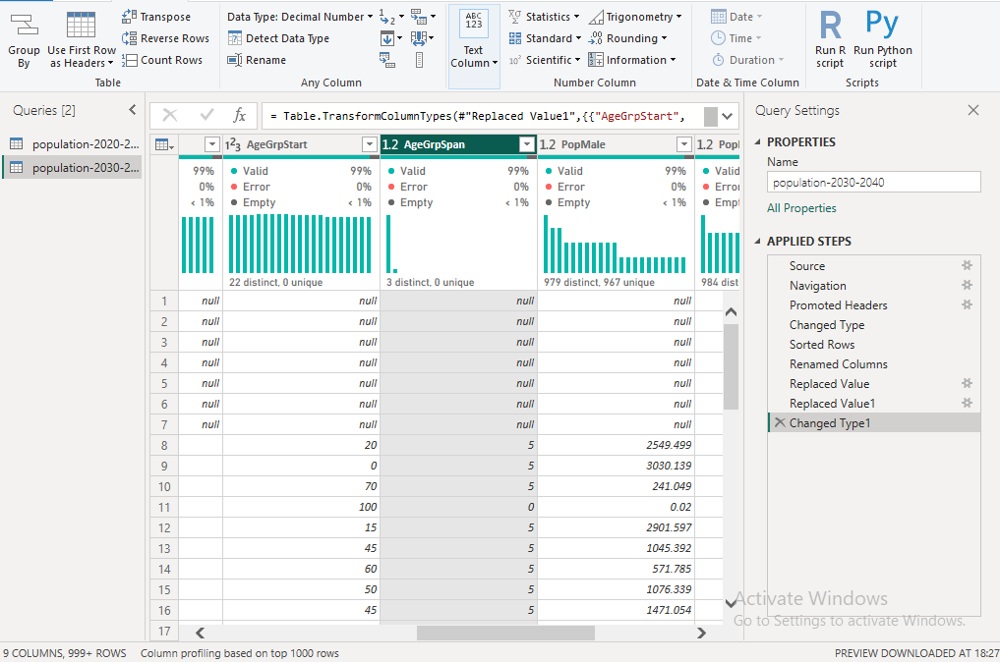 Group By
Use First Row as Headers
Transpose
Reverse Rows
Count Rows
Table
Data Type: Decimal Number
Detect Data Type
Rename
1 2
Any Column
ABC 123
Text Column
Statistics
Standard
10² Scientific
Trigonometry
.00 Rounding
Information
Number Column
Date
Time
Duration
Date & Time Column
R
Run R script
Py
Run Python script
Scripts
Queries [2]
population-2020-2...
population-2030-2...
fx
= Table.TransformColumnTypes(#"Replaced Value1",{{"AgeGrpStart",
1²3 AgeGrpStart
1.2 AgeGrpSpan
1.2 PopMale
1.2
99% Valid 99% Valid 99% Valid 99% Valid
0% Error 0% Error 0% Error 0% Error
< 1% Empty < 1% Empty < 1% Empty < 1%
22 distinct, 0 unique
3 distinct, 0 unique
979 distinct, 967 unique
984 dist
1 null null null null
2 null null null null
3 null null null null
4 null null null null
5 null null null null
6 null null null null
7 null null null null
8 20 5 2549.499
9 0 5 3030.139
10 70 5 241.049
11 100 0 0.02
12 15 5 2901.597
13 45 5 1045.392
14 60 5 571.785
15 50 5 1076.339
16 45 5 1471.054
17
Query Settings
PROPERTIES
Name
population-2030-2040
All Properties
APPLIED STEPS
Source
Navigation
Promoted Headers
Changed Type
Sorted Rows
Renamed Columns
Replaced Value
Replaced Value1
Changed Type1
Activate Windows
Go to Settings to activate Windows.
9 COLUMNS, 999+ ROWS
Column profiling based on top 1000 rows
PREVIEW DOWNLOADED AT 18:27